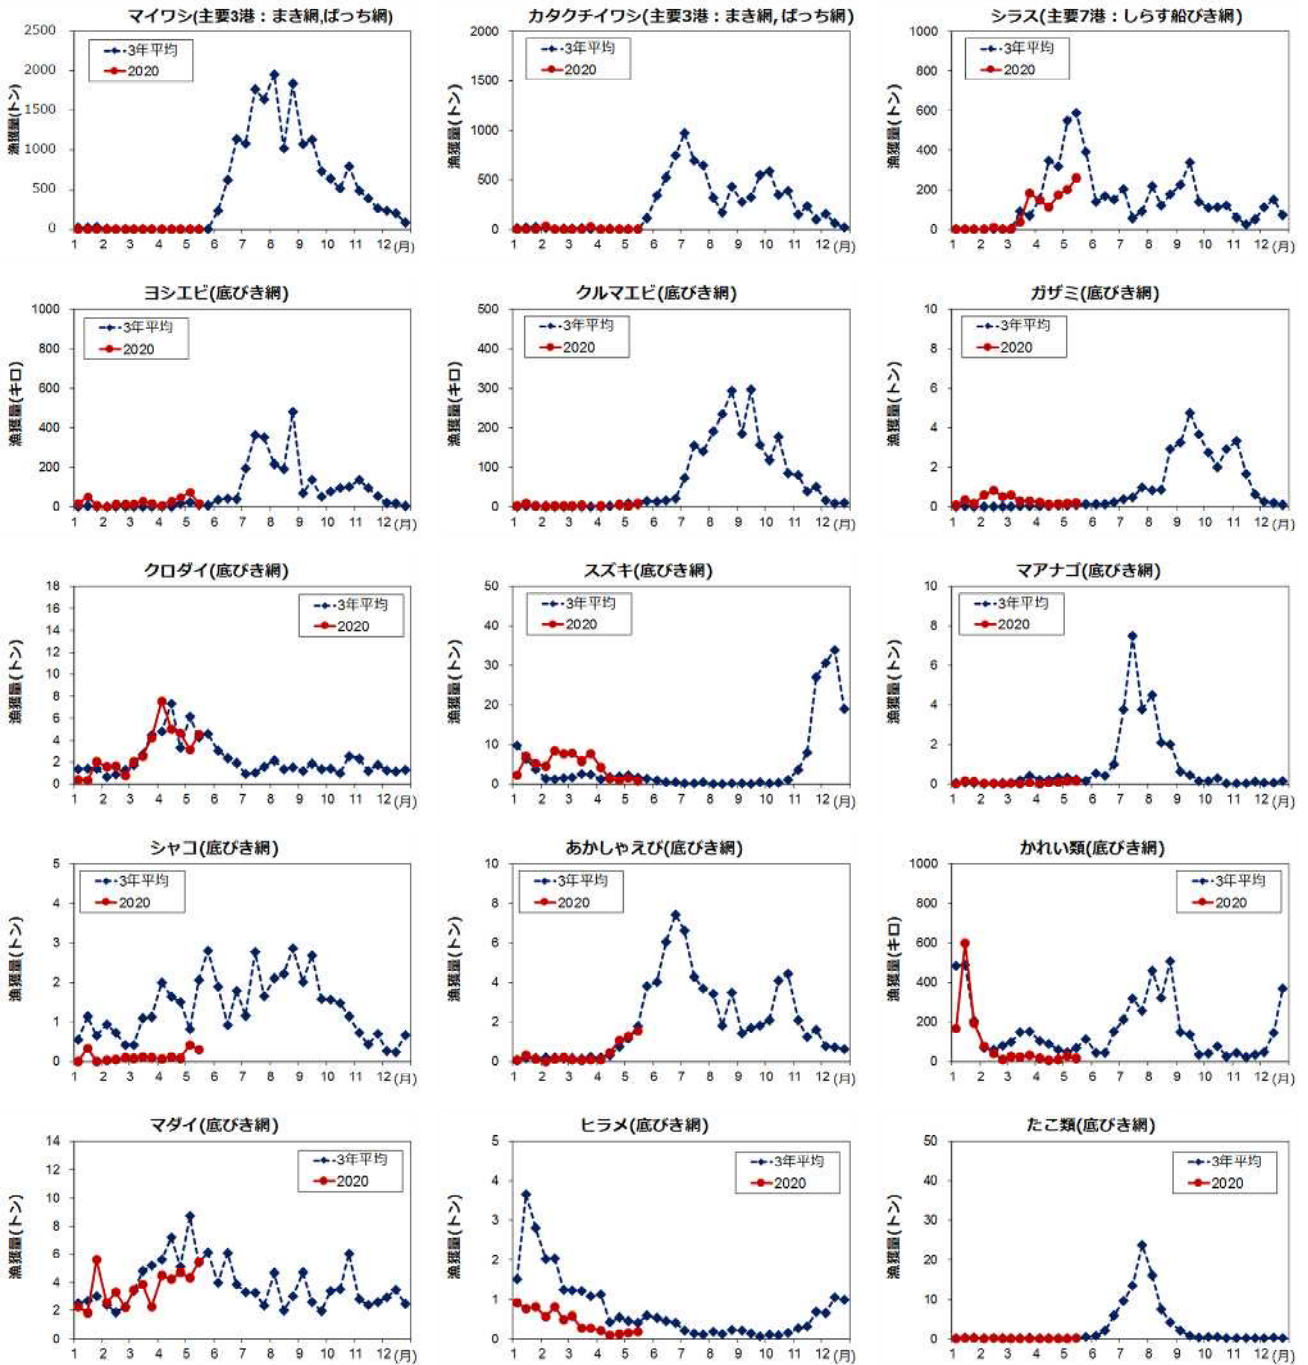 マイワシ(主要3港：まき網,ぱっち網)
漁獲量(トン)
2500
2000
1500
1000
500
0
3年平均
2020
1 2 3 4 5 6 7 8 9 10 11 12 (月)
カタクチイワシ(主要3港：まき網,ぱっち網)
漁獲量(トン)
2000
1500
1000
500
0
3年平均
2020
1 2 3 4 5 6 7 8 9 10 11 12 (月)
シラス(主要7港：しらす船びき網)
漁獲量(トン)
1000
800
600
400
200
0
3年平均
2020
1 2 3 4 5 6 7 8 9 10 11 12 (月)
ヨシエビ(底びき網)
漁獲量(キロ)
1000
800
600
400
200
0
3年平均
2020
1 2 3 4 5 6 7 8 9 10 11 12 (月)
クルマエビ(底びき網)
漁獲量(キロ)
500
400
300
200
100
0
3年平均
2020
1 2 3 4 5 6 7 8 9 10 11 12 (月)
ガザミ(底びき網)
漁獲量(トン)
10
8
6
4
2
0
3年平均
2020
1 2 3 4 5 6 7 8 9 10 11 12 (月)
クロダイ(底びき網)
漁獲量(トン)
18
16
14
12
10
8
6
4
2
0
3年平均
2020
1 2 3 4 5 6 7 8 9 10 11 12 (月)
スズキ(底びき網)
漁獲量(トン)
50
40
30
20
10
0
3年平均
2020
1 2 3 4 5 6 7 8 9 10 11 12 (月)
マアナゴ(底びき網)
漁獲量(トン)
10
8
6
4
2
0
3年平均
2020
1 2 3 4 5 6 7 8 9 10 11 12 (月)
シャコ(底びき網)
漁獲量(トン)
5
4
3
2
1
0
3年平均
2020
1 2 3 4 5 6 7 8 9 10 11 12 (月)
あかしゃえび(底びき網)
漁獲量(トン)
10
8
6
4
2
0
3年平均
2020
1 2 3 4 5 6 7 8 9 10 11 12 (月)
かれい類(底びき網)
漁獲量(キロ)
1000
800
600
400
200
0
3年平均
2020
1 2 3 4 5 6 7 8 9 10 11 12 (月)
マダイ(底びき網)
漁獲量(トン)
14
12
10
8
6
4
2
0
3年平均
2020
1 2 3 4 5 6 7 8 9 10 11 12 (月)
ヒラメ(底びき網)
漁獲量(トン)
5
4
3
2
1
0
3年平均
2020
1 2 3 4 5 6 7 8 9 10 11 12 (月)
たこ類(底びき網)
漁獲量(トン)
50
40
30
20
10
0
3年平均
2020
1 2 3 4 5 6 7 8 9 10 11 12 (月)